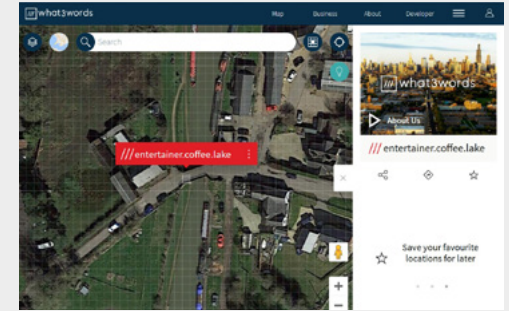 /// what3words
Map
Business
About
Developer
Search
/// entertainer.coffee.lake
/// what3words
About Us
/// entertainer.coffee.lake
Save your favourite
locations for later